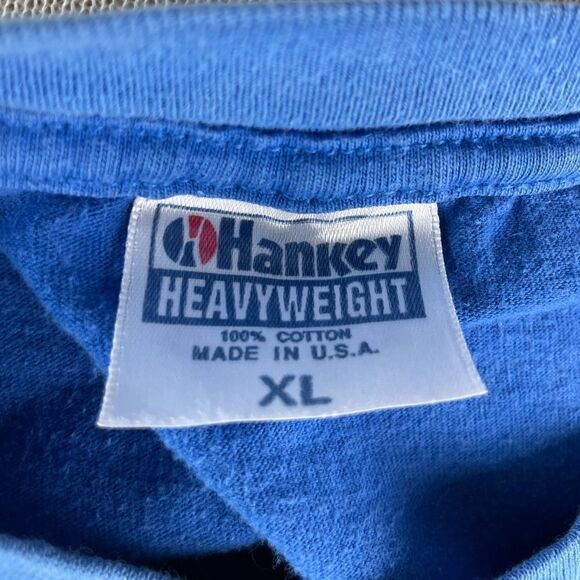 Hankey
HEAVYWEIGHT
100% COTTON
MADE IN U.S.A.
XL